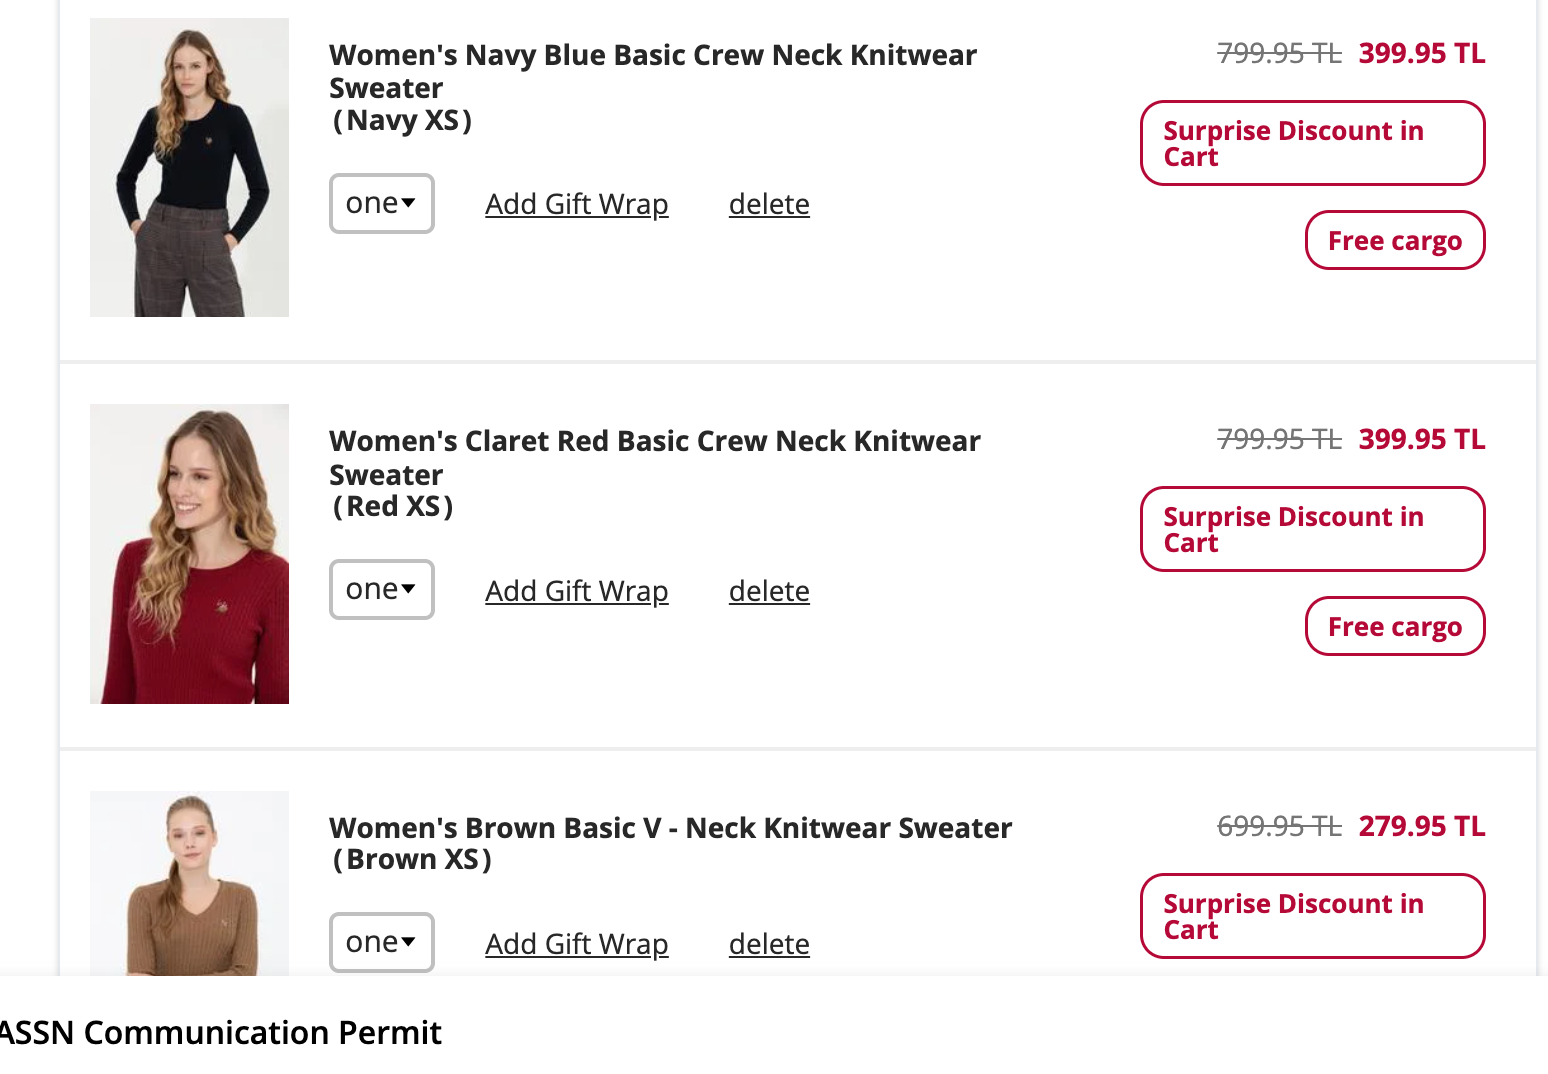 Women's Navy Blue Basic Crew Neck Knitwear
Sweater
(Navy XS)
799.95 TL 399.95 TL
Surprise Discount in
Cart
Free cargo
one Add Gift Wrap delete
Women's Claret Red Basic Crew Neck Knitwear
Sweater
(Red XS)
799.95 TL 399.95 TL
Surprise Discount in
Cart
Free cargo
one Add Gift Wrap delete
Women's Brown Basic V - Neck Knitwear Sweater
(Brown XS)
699.95 TL 279.95 TL
Surprise Discount in
Cart
one Add Gift Wrap delete
ASSN Communication Permit